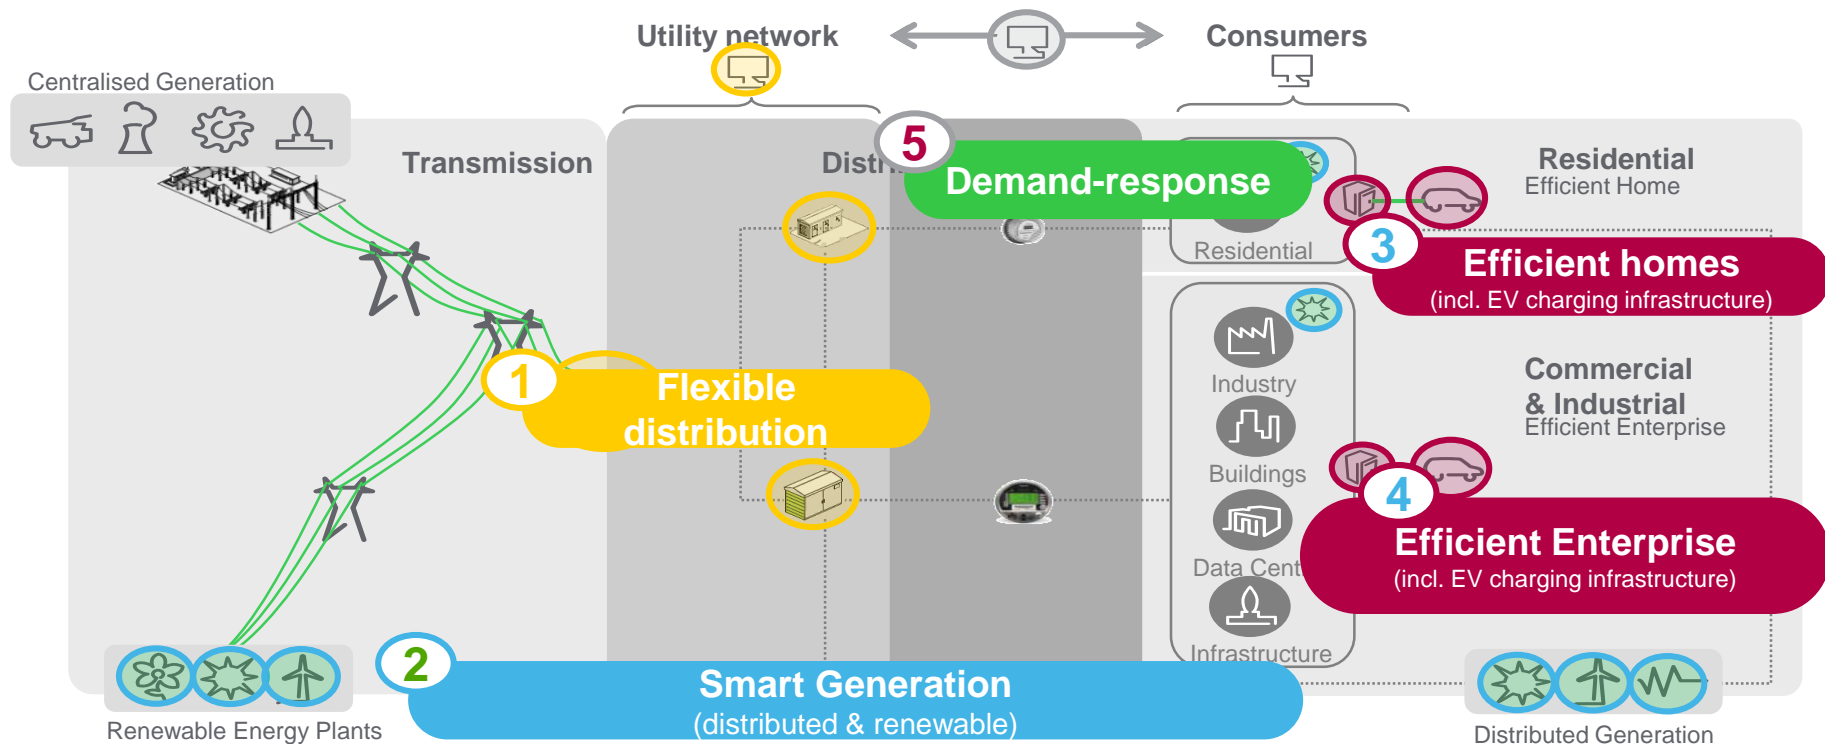 Utility network
Consumers
Centralised Generation
Transmission
5
Demand-response
Residential
Efficient Home
Residential
3
Efficient homes
(incl. EV charging infrastructure)
1
Flexible
distribution
Industry
Commercial
& Industrial
Efficient Enterprise
Buildings
4
Efficient Enterprise
(incl. EV charging infrastructure)
Data Cent
Infrastructure
2
Smart Generation
(distributed & renewable)
Renewable Energy Plants
Distributed Generation